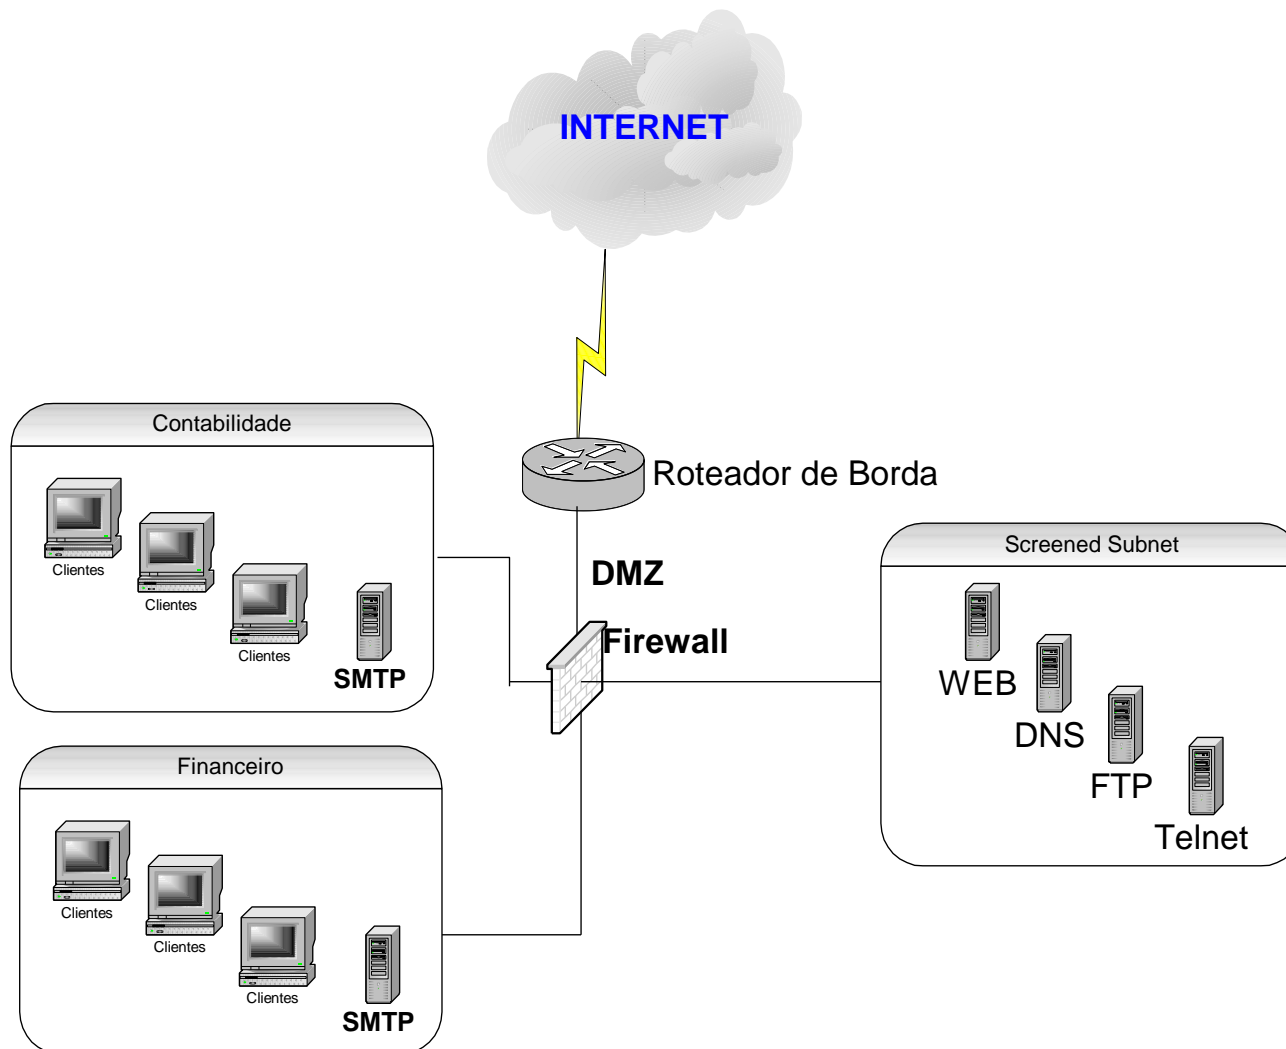 INTERNET
Roteador de Borda
DMZ
Firewall
Contabilidade
Clientes
Clientes
Clientes
SMTP
Financeiro
Clientes
Clientes
Clientes
SMTP
Screened Subnet
WEB
DNS
FTP
Telnet